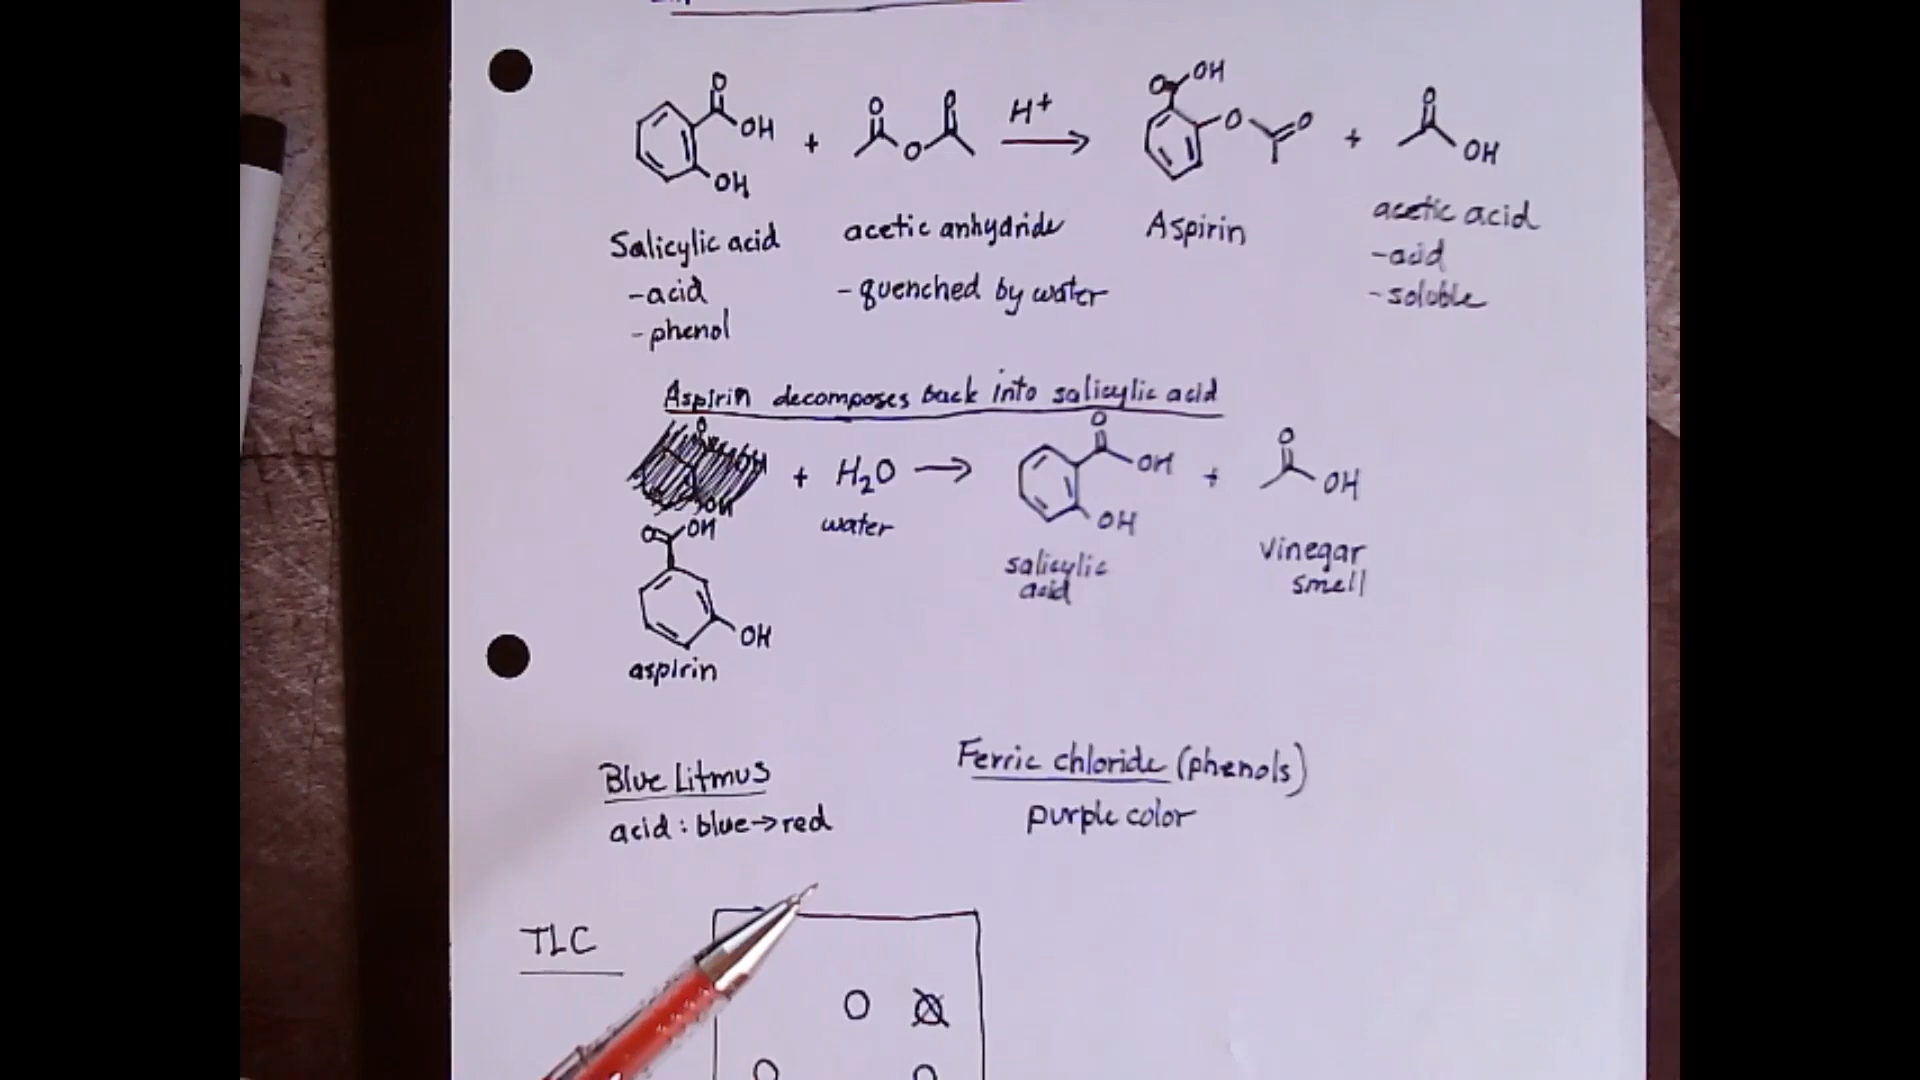 O
OH
OH
+
O
O
O
H+
O
OH
O
O
+
O
OH
Salicylic acid
-acid
-phenol
acetic anhydride
-quenched by water
Aspirin
acetic acid
-acid
-soluble
Aspirin decomposes back into salicylic acid
+ H2O
water
O
OH
OH
salicylic
acid
+
O
OH
vinegar
smell
O
OH
OH
aspirin
Blue Litmus
acid: blue→red
Ferric chloride (phenols)
purple color
TLC